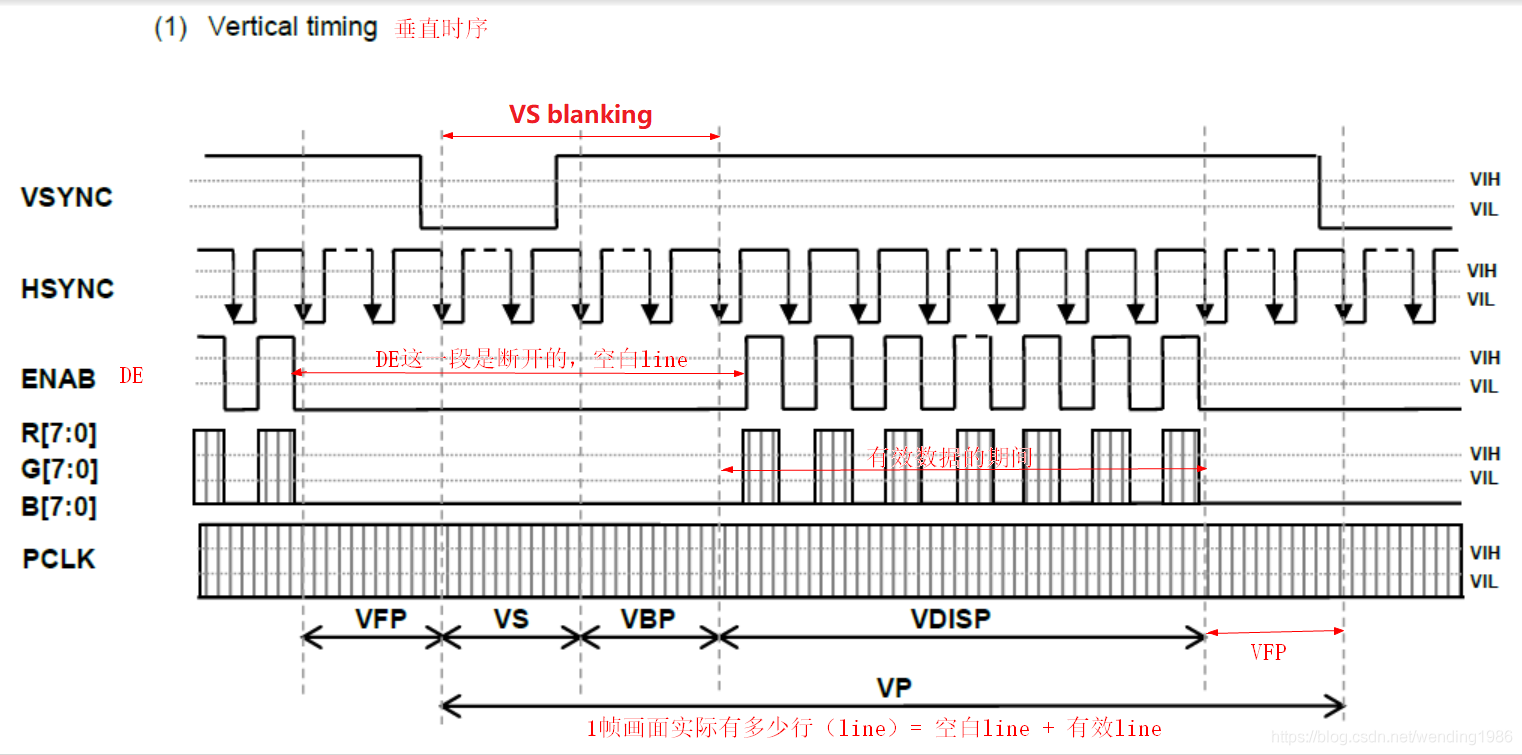 (1) Vertical timing 垂直时序
VS blanking
VSYNC
VIH
VIL
HSYNC
VIH
VIL
ENAB DE
DE这一段是断开的，空白line
VIH
VIL
R[7:0]
G[7:0]
B[7:0]
有效数据的期间
VIH
VIL
PCLK
VIH
VIL
VFP VS VBP VDISP
VFP
VP
1帧画面实际有多少行（line）= 空白line + 有效line
https://blog.csdn.net/wending1986